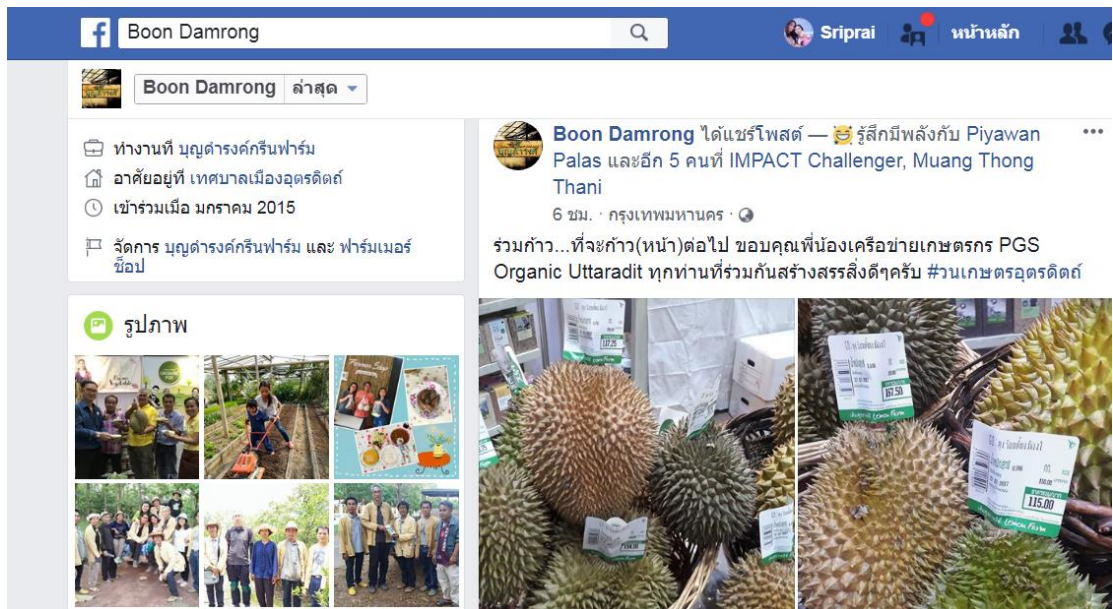 Boon Damrong
Sriprai
หน้าหลัก
Boon Damrong ล่าสุด
ทำงานที่ บุญดำรงค์กรีนฟาร์ม
อาศัยอยู่ที่ เทศบาลเมืองอุตรดิตถ์
เข้าร่วมเมื่อ มกราคม 2015
จัดการ บุญดำรงค์กรีนฟาร์ม และ ฟาร์มเมอร์
ช็อป
รูปภาพ
Boon Damrong ได้แชร์โพสต์ — รู้สึกมีพลังกับ Piyawan
Palas และอีก 5 คนที่ IMPACT Challenger, Muang Thong
Thani
6 ชม. · กรุงเทพมหานคร ·
ร่วมก้าว...ที่จะก้าว(หน้า)ต่อไป ขอบคุณพี่น้องเครือข่ายเกษตรกร PGS
Organic Uttaradit ทุกท่านที่ร่วมกันสร้างสรรสิ่งดีๆครับ #วนเกษตรอุตรดิตถ์
137.25
167.50
115.00
Lemon Farm